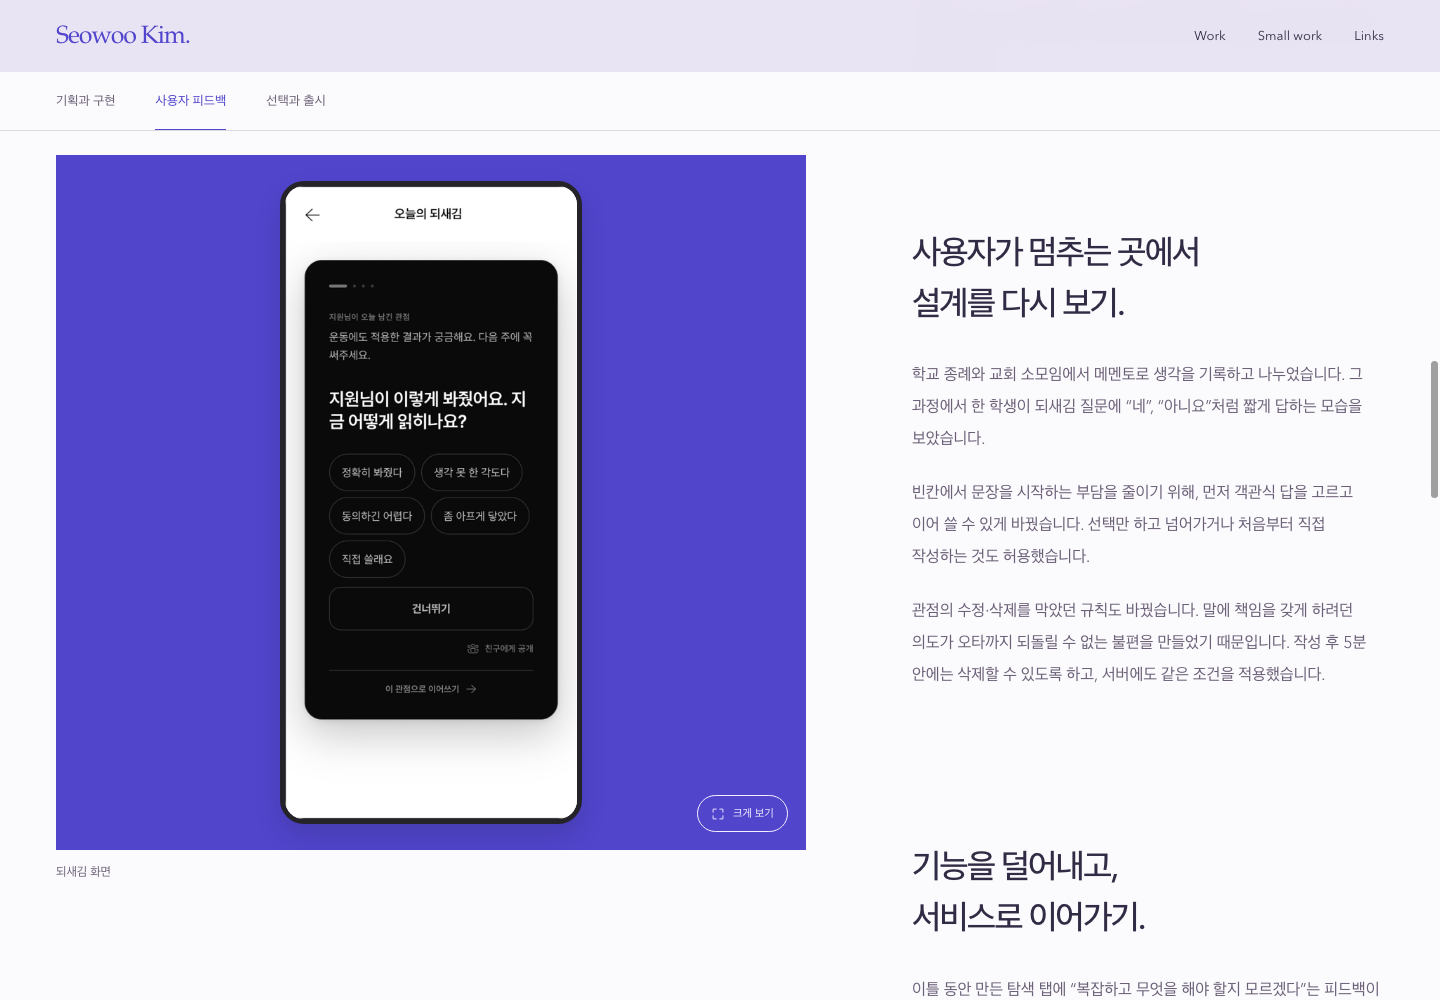 Seowoo Kim.
Work
Small work
Links
기획과 구현
사용자 피드백
선택과 출시
오늘의 되새김
지원님이 오늘 남긴 관점
운동에도 적용한 결과가 궁금해요. 다음 주에 꼭
써주세요.
지원님이 이렇게 봐줬어요. 지
금 어떻게 읽히나요?
정확히 봐줬다
생각 못 한 각도다
동의하긴 어렵다
좀 아프게 닿았다
직접 쓸래요
건너뛰기
친구에게 공개
이 관점으로 이어쓰기
크게 보기
되새김 화면
사용자가 멈추는 곳에서
설계를 다시 보기.
학교 종례와 교회 소모임에서 메멘토로 생각을 기록하고 나누었습니다. 그
과정에서 한 학생이 되새김 질문에 “네”, “아니요”처럼 짧게 답하는 모습을
보았습니다.
빈칸에서 문장을 시작하는 부담을 줄이기 위해, 먼저 객관식 답을 고르고
이어 쓸 수 있게 바꿨습니다. 선택만 하고 넘어가거나 처음부터 직접
작성하는 것도 허용했습니다.
관점의 수정·삭제를 막았던 규칙도 바꿨습니다. 말에 책임을 갖게 하려던
의도가 오타까지 되돌릴 수 없는 불편을 만들었기 때문입니다. 작성 후 5분
안에는 삭제할 수 있도록 하고, 서버에도 같은 조건을 적용했습니다.
기능을 덜어내고,
서비스로 이어가기.
이틀 동안 만든 탐색 탭에 “복잡하고 무엇을 해야 할지 모르겠다”는 피드백이